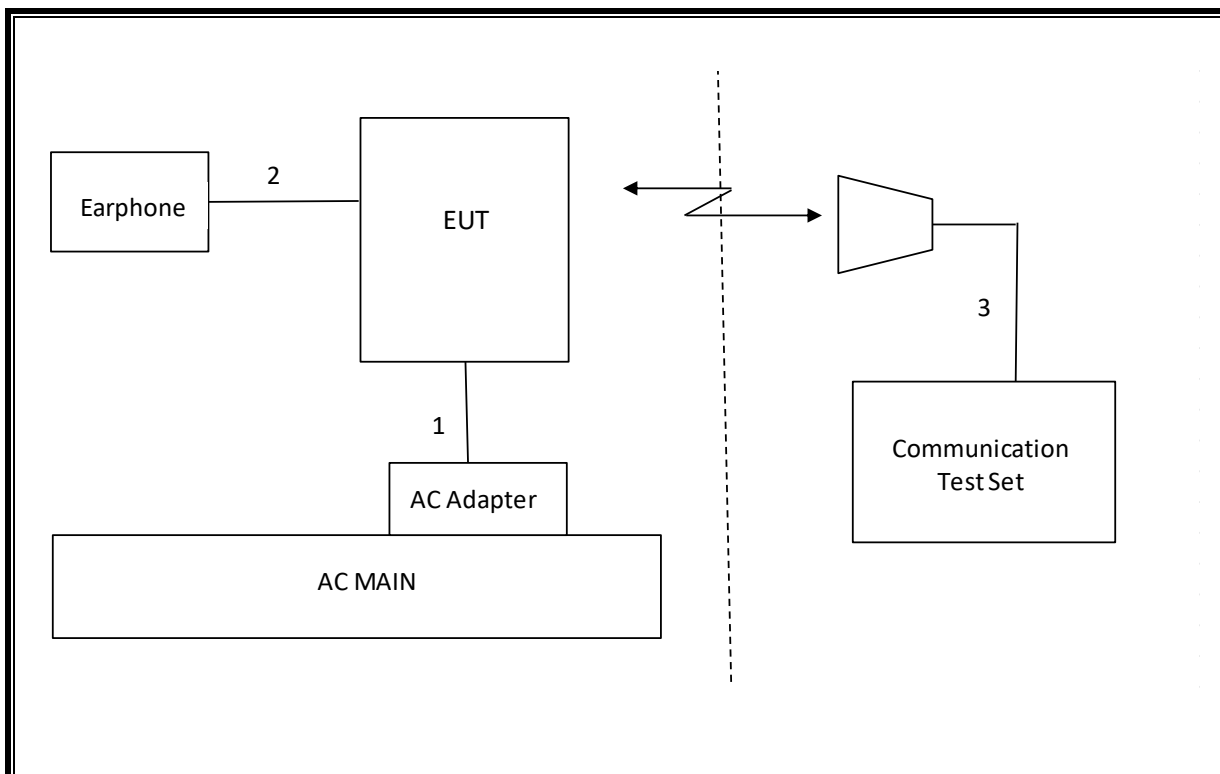 Earphone
2
EUT
1
AC Adapter
AC MAIN
3
Communication
Test Set